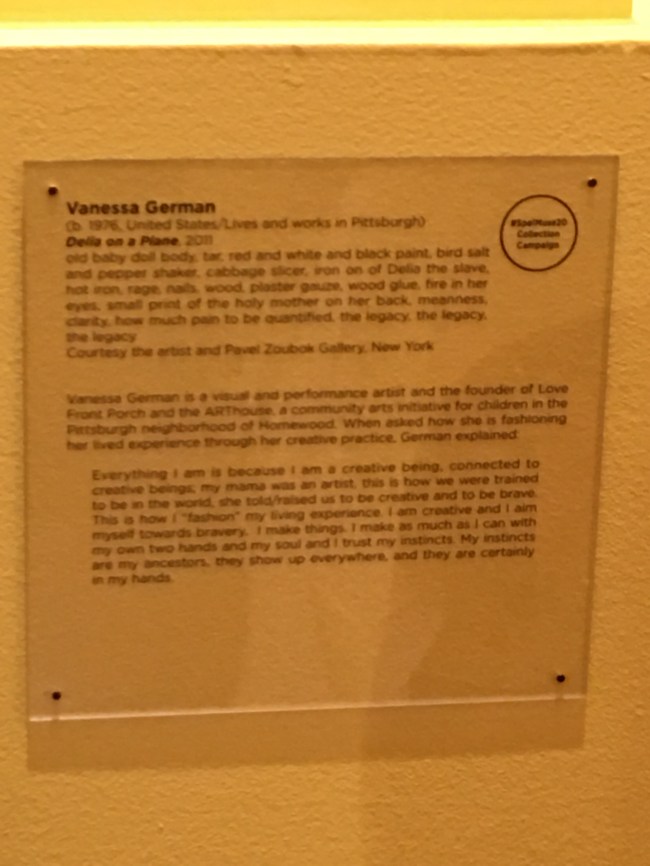 Vanessa German
(b. 1976, United States/Lives and works in Pittsburgh)
Delia on a Plane, 2011
old baby doll body, tar, red and white and black paint, bird salt
and pepper shaker, cabbage slicer, iron on of Delia the slave,
hot iron, rage, nails, wood, plaster gauze, wood glue, fire in her
eyes, small print of the holy mother on her back, meanness,
clarity, how much pain to be quantified, the legacy, the legacy,
the legacy
Courtesy the artist and Pavel Zoubok Gallery, New York
#SpelMuse20
Collection
Campaign
Vanessa German is a visual and performance artist and the founder of Love
Front Porch and the ARThouse, a community arts initiative for children in the
Pittsburgh neighborhood of Homewood. When asked how she is fashioning
her lived experience through her creative practice, German explained:
Everything I am is because I am a creative being, connected to
creative beings; my mama was an artist, this is how we were trained
to be in the world, she told/raised us to be creative and to be brave.
This is how I "fashion" my living experience. I am creative and I aim
myself towards bravery. I make things. I make as much as I can with
my own two hands and my soul and I trust my instincts. My instincts
are my ancestors, they show up everywhere, and they are certainly
in my hands.